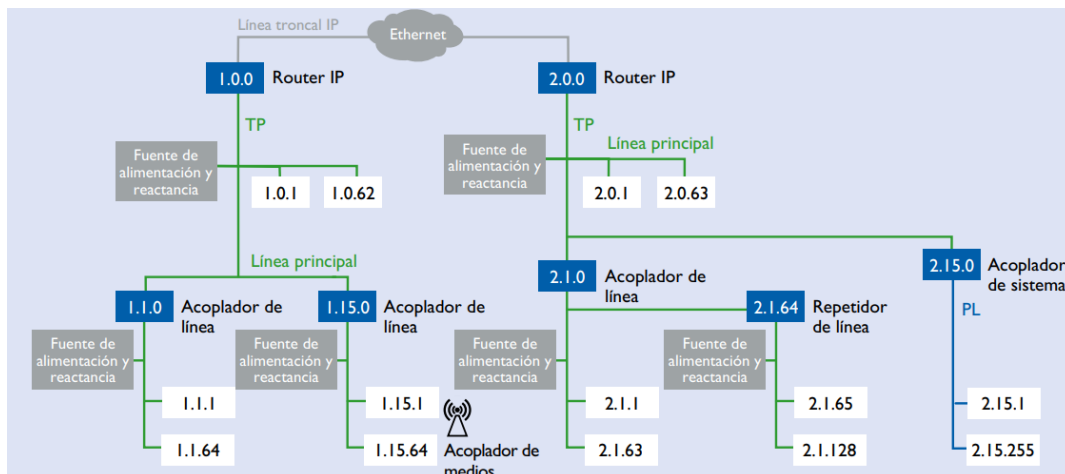 Línea troncal IP
Ethernet
1.0.0
Router IP
2.0.0
Router IP
TP
TP
Línea principal
Fuente de
alimentación y
reactancia
1.0.1
1.0.62
Fuente de
alimentación y
reactancia
2.0.1
2.0.63
Línea principal
1.1.0
Acoplador de
línea
1.15.0
Acoplador de
línea
2.1.0
Acoplador de
línea
2.1.64
Repetidor
de línea
2.15.0
Acoplador
de sistema
PL
Fuente de
alimentación y
reactancia
Fuente de
alimentación y
reactancia
Fuente de
alimentación y
reactancia
Fuente de
alimentación y
reactancia
1.1.1
1.15.1
2.1.1
2.1.65
2.15.1
1.1.64
1.15.64
Acoplador de
medios
2.1.63
2.1.128
2.15.255